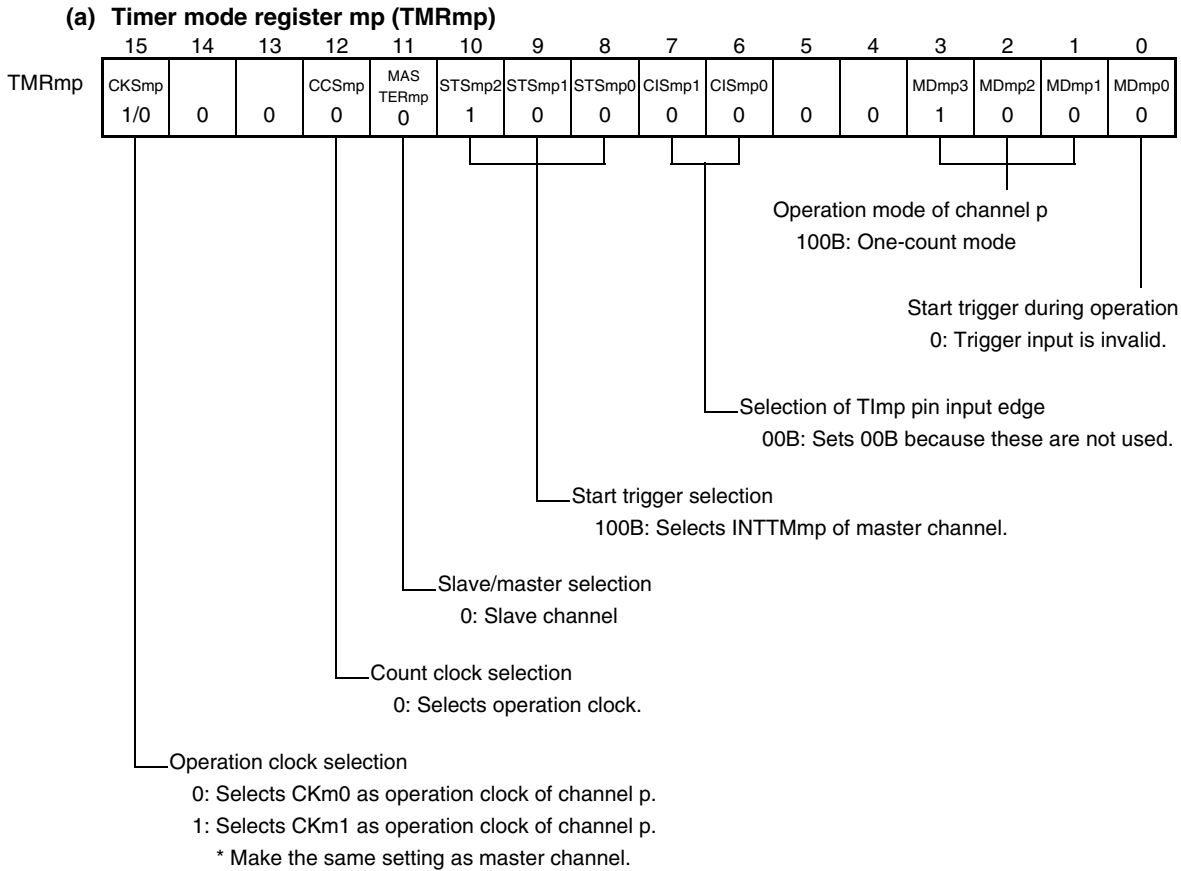 (a) Timer mode register mp (TMRmp)
15 14 13 12 11 10 9 8 7 6 5 4 3 2 1 0
TMRmp CKSmp CCSmp MAS TERmp STSmp2 STSmp1 STSmp0 CISmp1 CISmp0 MDmp3 MDmp2 MDmp1 MDmp0
1/0 0 0 0 0 1 0 0 0 0 0 0 1 0 0 0
Operation mode of channel p
100B: One-count mode
Start trigger during operation
0: Trigger input is invalid.
Selection of TImp pin input edge
00B: Sets 00B because these are not used.
Start trigger selection
100B: Selects INTTMmp of master channel.
Slave/master selection
0: Slave channel
Count clock selection
0: Selects operation clock.
Operation clock selection
0: Selects CKm0 as operation clock of channel p.
1: Selects CKm1 as operation clock of channel p.
* Make the same setting as master channel.